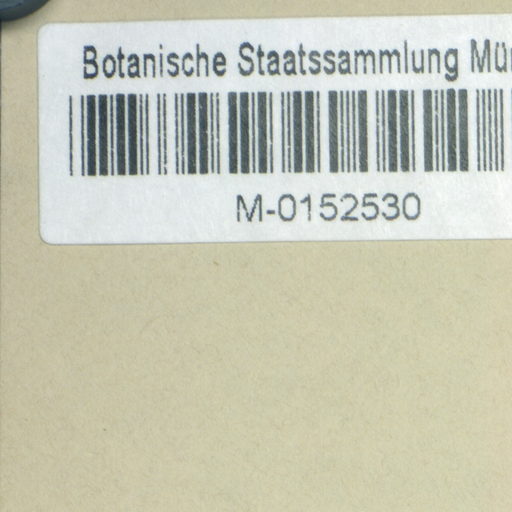 Botanische Staatssammlung Mü
M-0152530